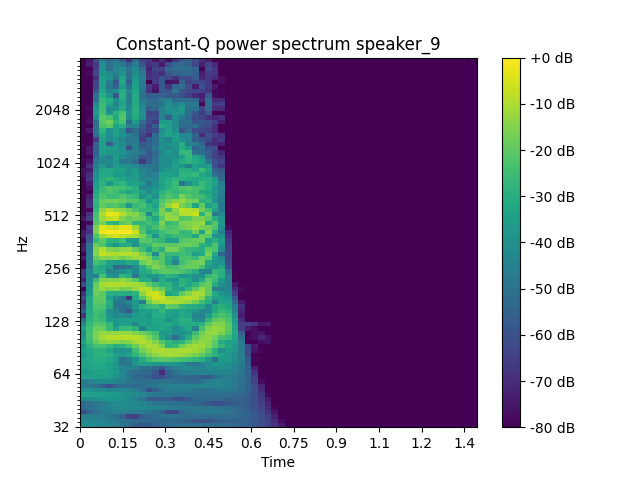 Constant-Q power spectrum speaker_9
+0 dB
-10 dB
-20 dB
-30 dB
-40 dB
-50 dB
-60 dB
-70 dB
-80 dB
Hz
2048
1024
512
256
128
64
32
0 0.15 0.3 0.45 0.6 0.75 0.9 1.1 1.2 1.4
Time